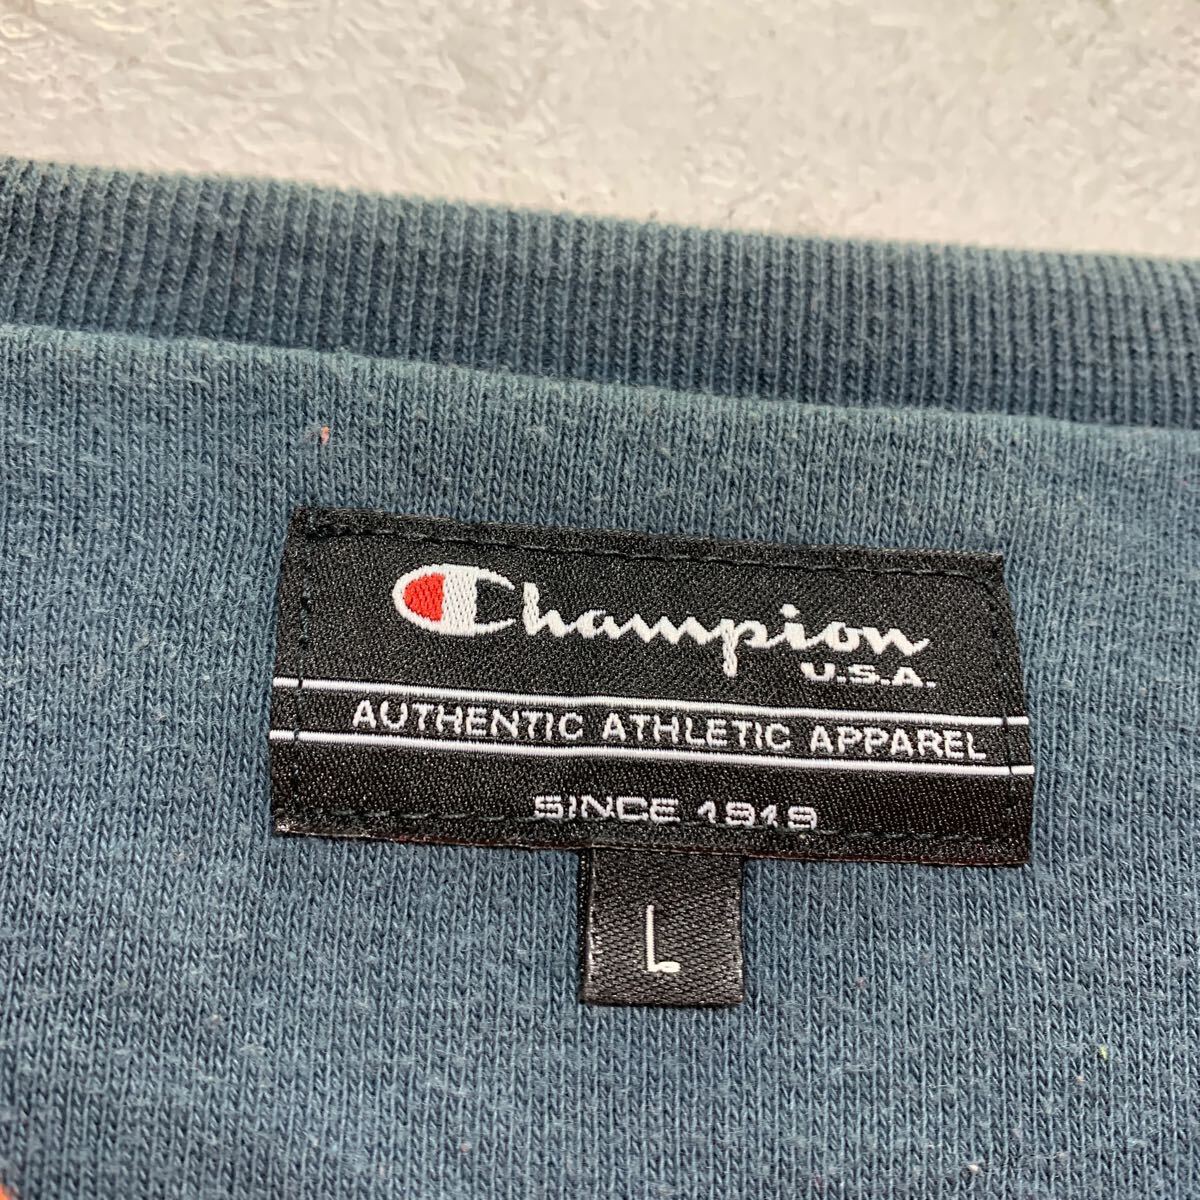 Champion
U.S.A.
AUTHENTIC ATHLETIC APPAREL
SINCE 1919
L